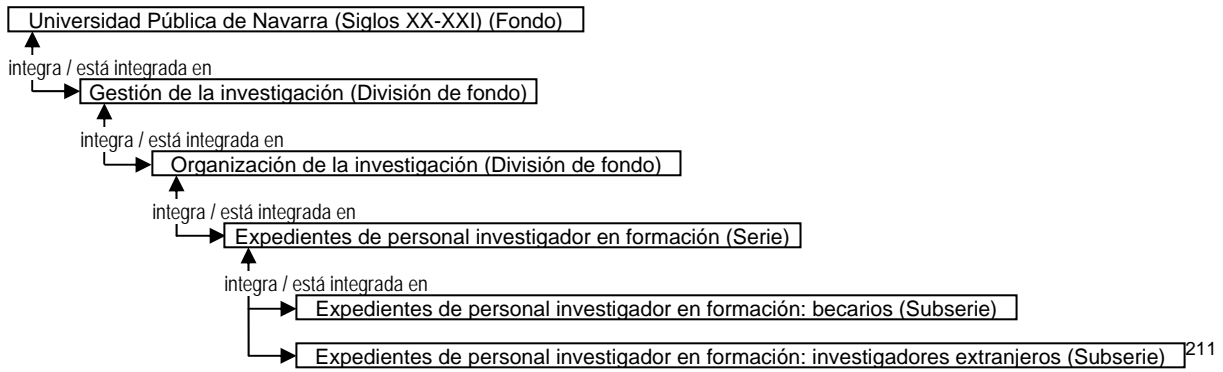 Universidad Pública de Navarra (Siglos XX-XXI) (Fondo)
integra / está integrada en
Gestión de la investigación (División de fondo)
integra / está integrada en
Organización de la investigación (División de fondo)
integra / está integrada en
Expedientes de personal investigador en formación (Serie)
integra / está integrada en
Expedientes de personal investigador en formación: becarios (Subserie)
Expedientes de personal investigador en formación: investigadores extranjeros (Subserie) 211